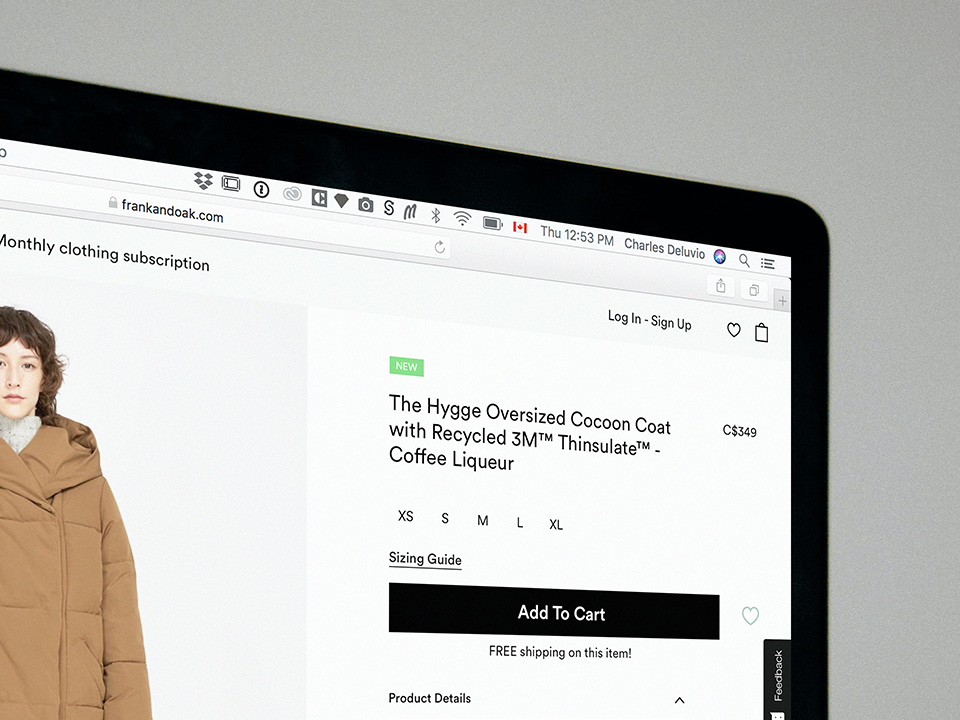 Thu 12:53 PM Charles Deluvio
frankandoak.com
Monthly clothing subscription
Log In - Sign Up
NEW
The Hygge Oversized Cocoon Coat
with Recycled 3M™ Thinsulate™ -
Coffee Liqueur
C$349
XS S M L XL
Sizing Guide
Add To Cart
FREE shipping on this item!
Feedback
Product Details